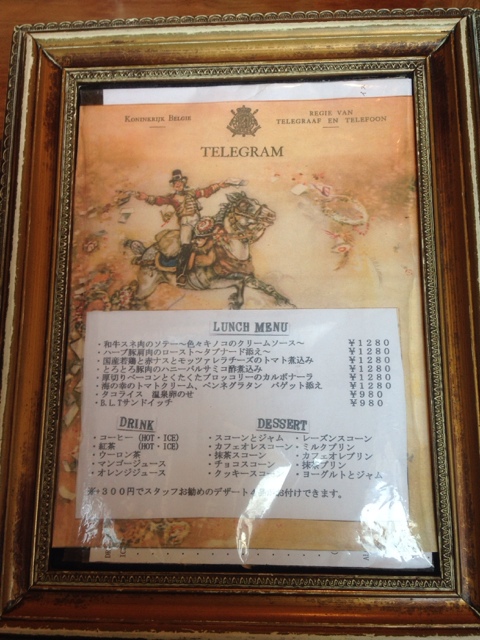 KONINKRIJK BELGIE
REGIE VAN
TELEGRAAF EN TELEFOON
TELEGRAM
LUNCH MENU
・和牛スネ肉のソテー～色々キノコのクリームソース～ ¥1280
・ハーブ豚肩肉のロースト～タプナード添え～ ¥1280
・国産若鶏と赤ナスとモッツァレラチーズのトマト煮込み ¥1280
・とろとろ豚肉のハニーバルサミコ酢煮込み ¥1280
・厚切りベーコンとくたくたブロッコリーのカルボナーラ ¥1280
・海の幸のトマトクリーム、ペンネグラタン バゲット添え ¥1280
・タコライス 温泉卵のせ ¥980
・B.L.Tサンドイッチ ¥980
DRINK
・コーヒー (HOT・ICE)
・紅茶 (HOT・ICE)
・ウーロン茶
・マンゴージュース
・オレンジジュース
DESSERT
・スコーンとジャム ・レーズンスコーン
・カフェオレスコーン ・ミルクプリン
・抹茶スコーン ・カフェオレプリン
・チョコスコーン ・抹茶プリン
・クッキースコーン ・ヨーグルトとジャム
※+300円でスタッフお勧めのデザート
付けできます。